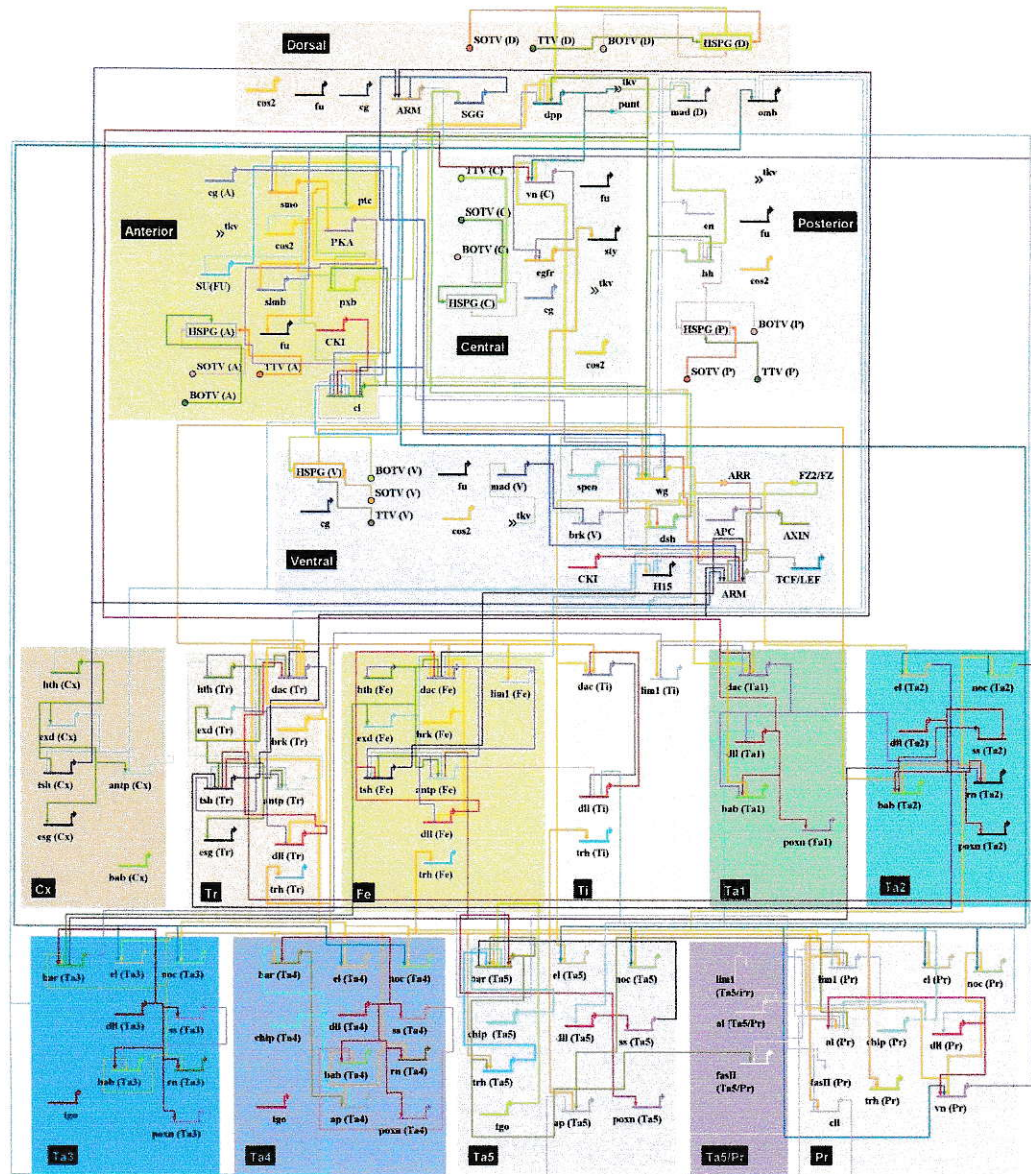 SOTV (D) TTV (D) BOTV (D) HSPG (D)
Dorsal
cos2 fu cg ARM SGG dpp tkv punt mad (D) omb
Anterior
cg (A) smo ptc
tkv cos2 PKA
SU(FU) slmb pxb
HSPG (A) fu CKI
SOTV (A) TTV (A)
BOTV (A) ci
TTV (C) vn (C) fu
SOTV (C) sty
BOTV (C) egfr tkv
HSPG (C) cg
Central cos2
tkv
en fu
Posterior
hh cos2
HSPG (P) BOTV (P)
SOTV (P) TTV (P)
HSPG (V) BOTV (V) fu mad (V) spen wg ARR FZ2/FZ
SOTV (V)
cg TTV (V) cos2 tkv brk (V) dsh APC AXIN
Ventral CKI H15 ARM TCF/LEF
hth (Cx)
exd (Cx)
tsh (Cx) antp (Cx)
esg (Cx)
bab (Cx)
Cx
hth (Tr) dac (Tr)
exd (Tr) brk (Tr)
tsh (Tr) antp (Tr)
esg (Tr) dll (Tr)
trh (Tr)
Tr
hth (Fe) dac (Fe) lim1 (Fe)
exd (Fe) brk (Fe)
tsh (Fe) antp (Fe)
dll (Fe)
trh (Fe)
Fe
dac (Ti) lim1 (Ti)
dll (Ti)
trh (Ti)
Ti
dac (Ta1)
dll (Ta1)
bab (Ta1)
poxn (Ta1)
Ta1
el (Ta2) noc (Ta2)
dll (Ta2) ss (Ta2)
bab (Ta2) rn (Ta2)
poxn (Ta2)
Ta2
bar (Ta3) el (Ta3) noc (Ta3)
dll (Ta3) ss (Ta3)
bab (Ta3) rn (Ta3)
tgo poxn (Ta3)
Ta3
bar (Ta4) el (Ta4) noc (Ta4)
chip (Ta4) dll (Ta4) ss (Ta4)
bab (Ta4) rn (Ta4)
tgo ap (Ta4) poxn (Ta4)
Ta4
bar (Ta5) el (Ta5) noc (Ta5)
chip (Ta5) dll (Ta5) ss (Ta5)
trh (Ta5)
tgo ap (Ta5) poxn (Ta5)
Ta5
lim1
(Ta5/Pr)
al (Ta5/Pr)
fasII
(Ta5/Pr)
Ta5/Pr
lim1 (Pr) el (Pr) noc (Pr)
al (Pr) chip (Pr) dll (Pr)
fasII (Pr) trh (Pr) vn (Pr)
cll
Pr